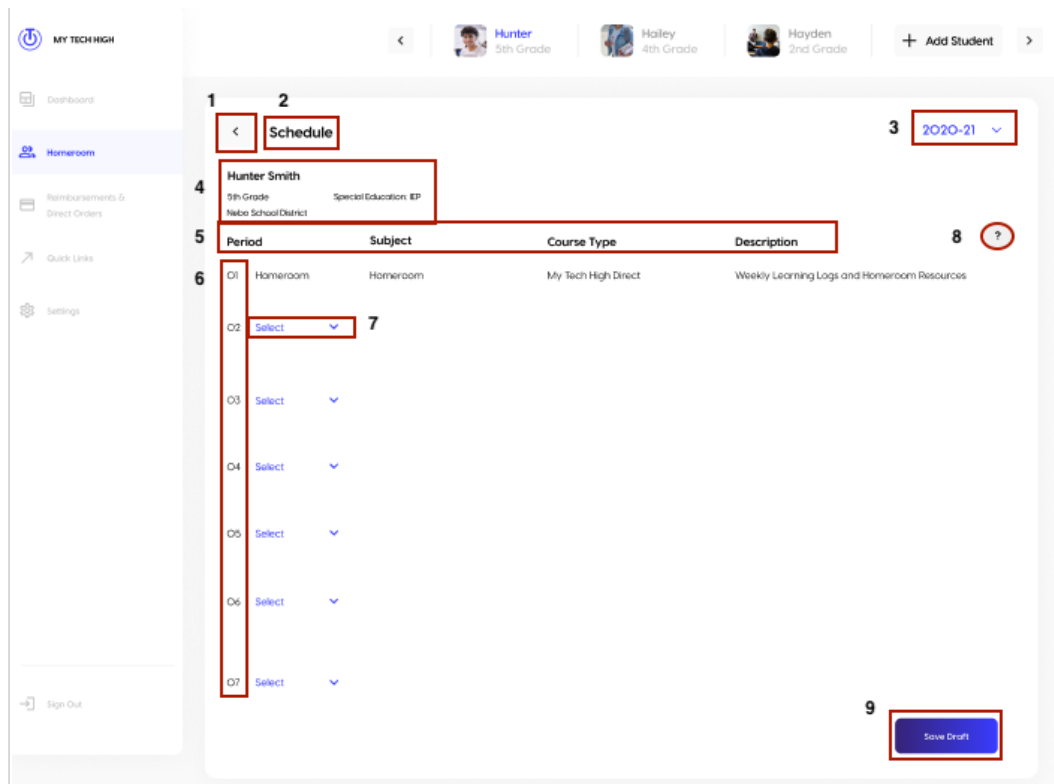 MY TECH HIGH
Hunter
5th Grade
Hailey
4th Grade
Hayden
2nd Grade
+ Add Student
Dashboard
Homeroom
Reimbursements &
Direct Orders
Quick Links
Settings
Sign Out
1 2
Schedule
3 2020-21
4
Hunter Smith
5th Grade Special Education: IEP
Nebo School District
5 Period Subject Course Type Description 8 ?
6 01 Homeroom Homeroom My Tech High Direct Weekly Learning Logs and Homeroom Resources
02 Select 7
03 Select
04 Select
05 Select
06 Select
07 Select
9
Save Draft